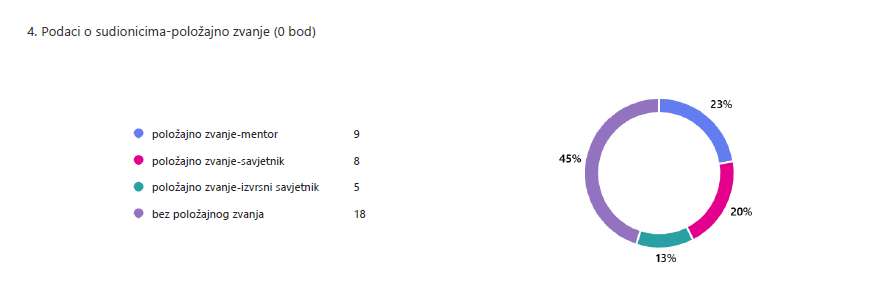 4. Podaci o sudionicima-položajno zvanje (0 bod)
položajno zvanje-mentor 9
položajno zvanje-savjetnik 8
položajno zvanje-izvrsni savjetnik 5
bez položajnog zvanja 18
23%
45%
20%
13%